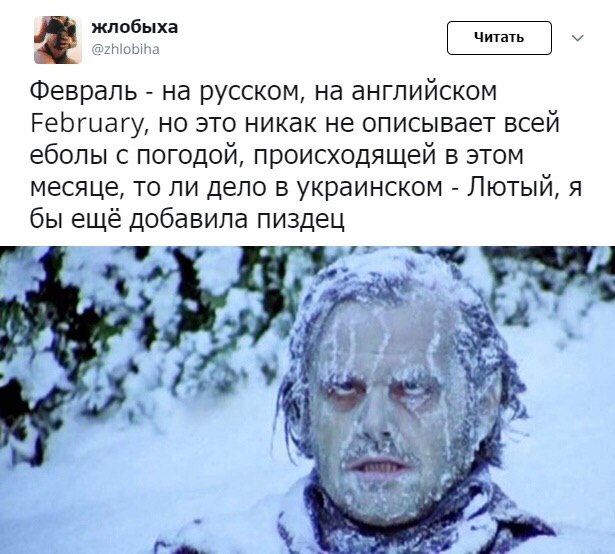 жлобыха
@zhlobiha
Читать
Февраль - на русском, на английском
February, но это никак не описывает всей
еболы с погодой, происходящей в этом
месяце, то ли дело в украинском - Лютый, я
бы ещё добавила пиздец